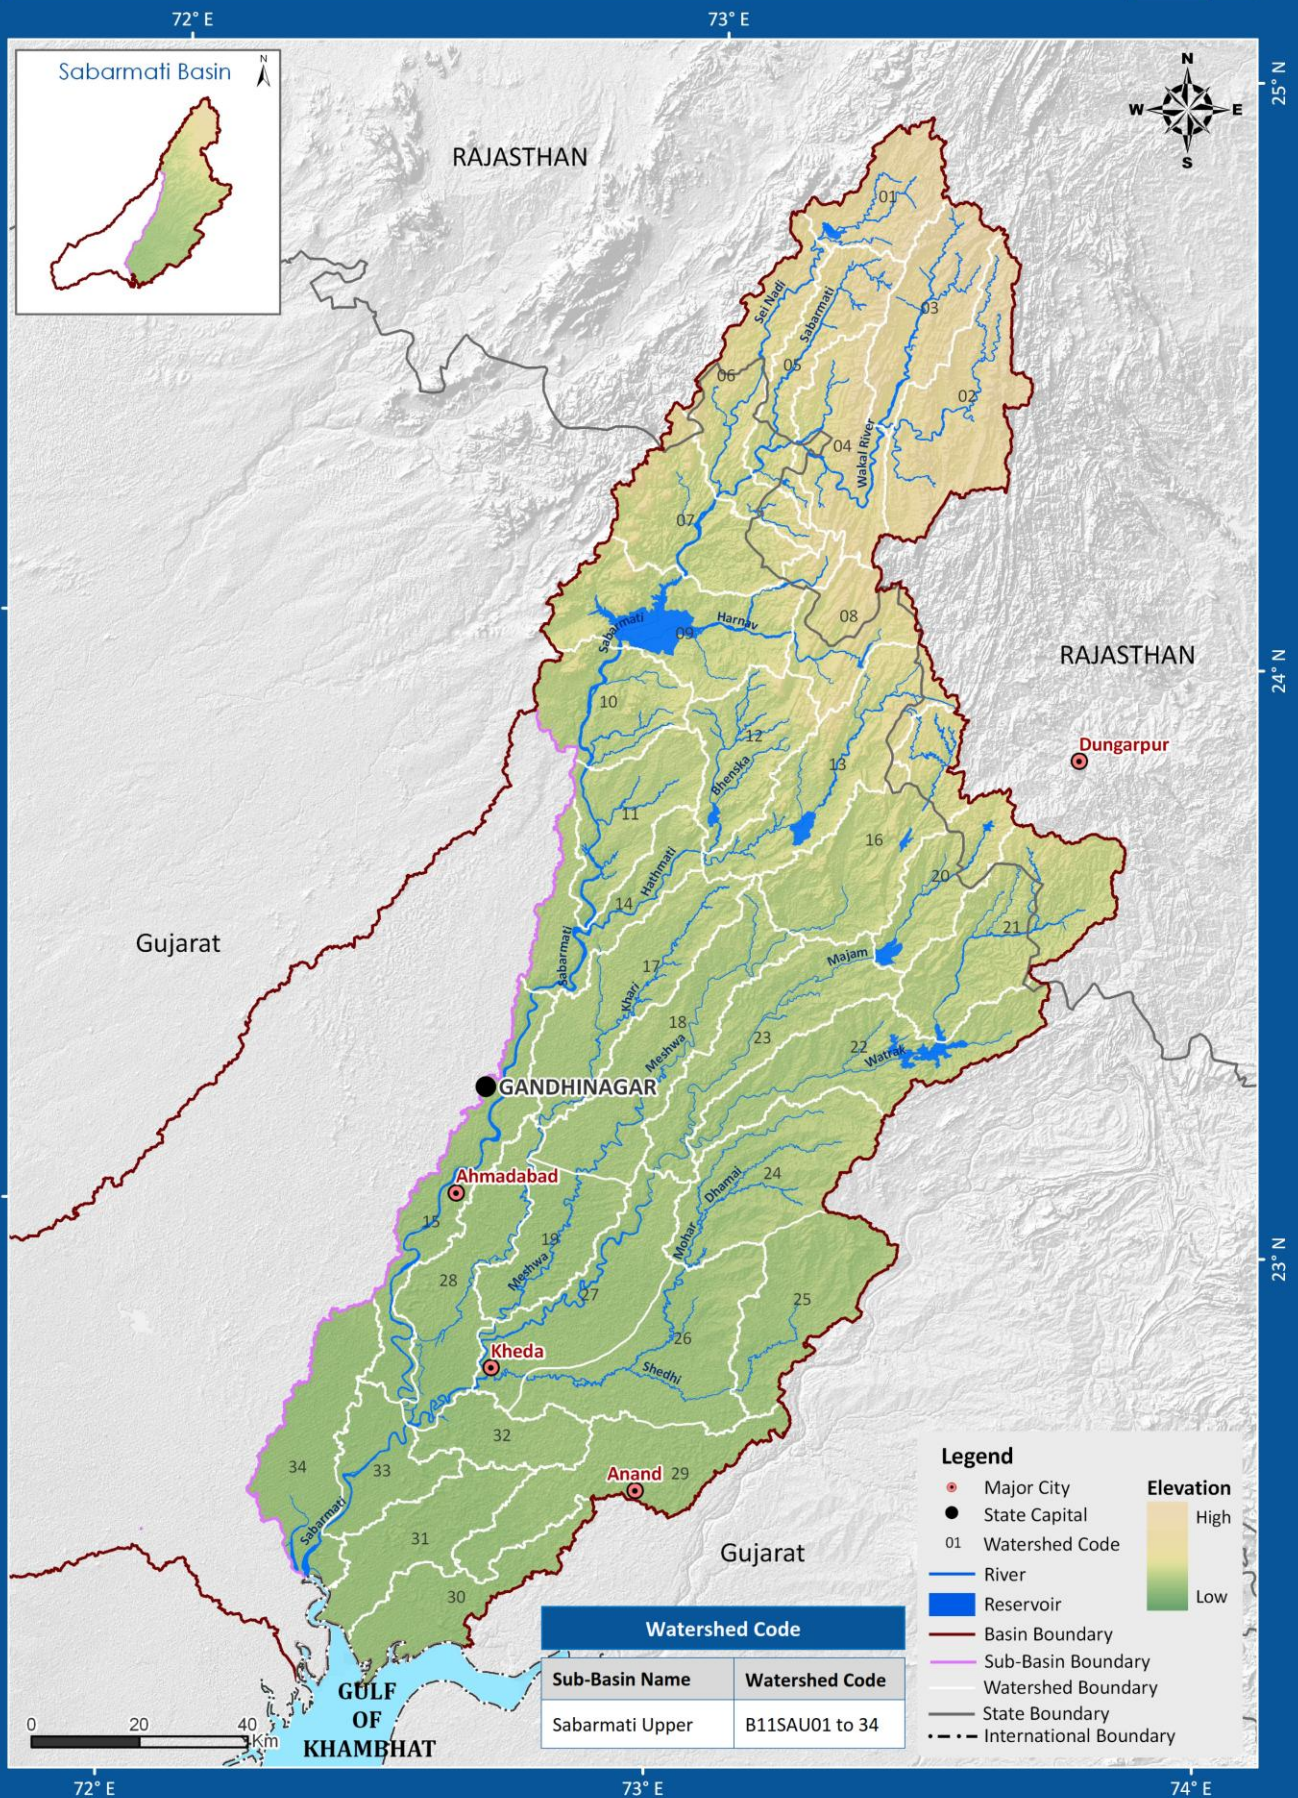 72° E
73° E
Sabarmati Basin
N
N
W
E
S
25° N
RAJASTHAN
01
03
Sei Nadi
Sabarmati
05
06
02
04
Wakal River
07
08
Harnav
Sabarmati
09
RAJASTHAN
24° N
10
12
Dungarpur
13
Bhenska
11
16
Hathmati
20
14
21
Gujarat
Sabarmati
17
Majam
Khari
18
23
22
Meshwa
Watrak
GANDHINAGAR
Ahmadabad
24
Dhamai
15
19
Mohar
23° N
Meshwa
28
27
25
26
Kheda
Shedhi
32
34
33
Anand
29
Sabarmati
31
Gujarat
30
GULF
OF
KHAMBHAT
0
20
40
Km
Watershed Code
Sub-Basin Name
Watershed Code
Sabarmati Upper
B11SAU01 to 34
Legend
Major City
State Capital
01
Watershed Code
River
Reservoir
Basin Boundary
Sub-Basin Boundary
Watershed Boundary
State Boundary
International Boundary
Elevation
High
Low
72° E
73° E
74° E